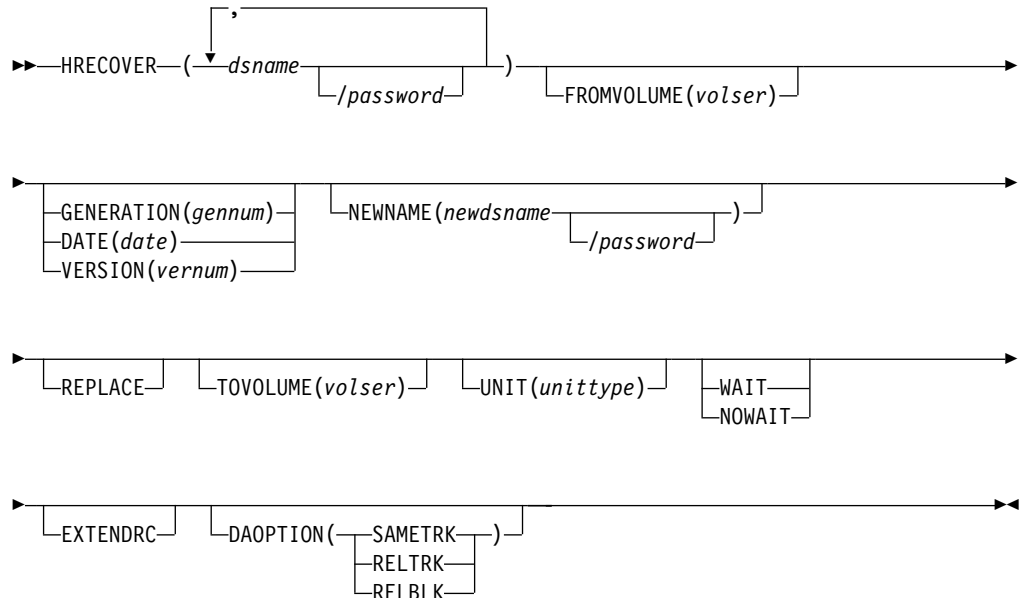 ,
HRECOVER ( dsname )
/password
FROMVOLUME(volser)
GENERATION(gennum)
DATE(date)
VERSION(vernum)
NEWNAME(newdsname )
/password
REPLACE
TOVOLUME(volser)
UNIT(unittype)
WAIT
NOWAIT
EXTENDRC
DAOPTION( SAMETRK )
RELTRK
RELBLK